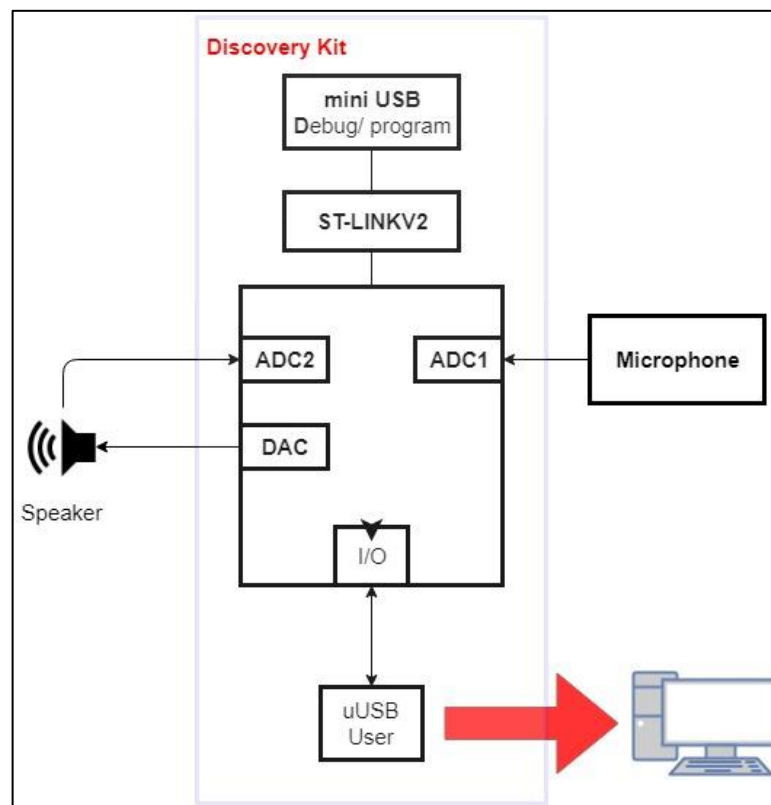 Discovery Kit
mini USB
Debug/ program
ST-LINKV2
ADC2
ADC1
Microphone
DAC
Speaker
I/O
uUSB
User